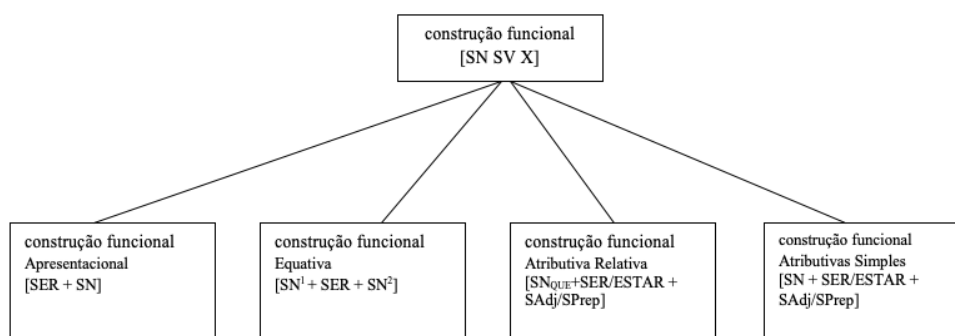 construção funcional
[SN SV X]
construção funcional
Apresentacional
[SER + SN]
construção funcional
Equativa
[SN¹ + SER + SN²]
construção funcional
Atributiva Relativa
[SNQUE+SER/ESTAR +
SAdj/SPrep]
construção funcional
Atributivas Simples
[SN + SER/ESTAR +
SAdj/SPrep]